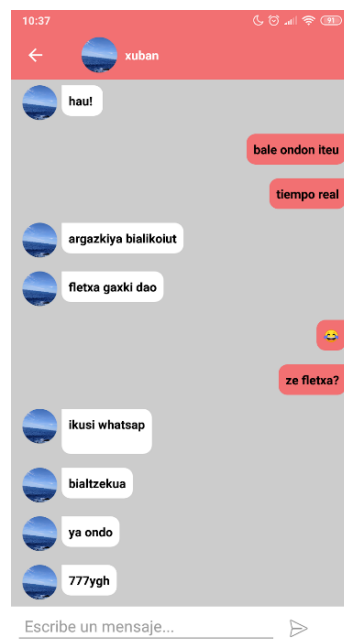 10:37
91
xuban
hau!
bale ondon iteu
tiempo real
argazkiya bialikoiut
fletxa gaxki dao
😂
ze fletxa?
ikusi whatsap
bialtzekua
ya ondo
777ygh
Escribe un mensaje...